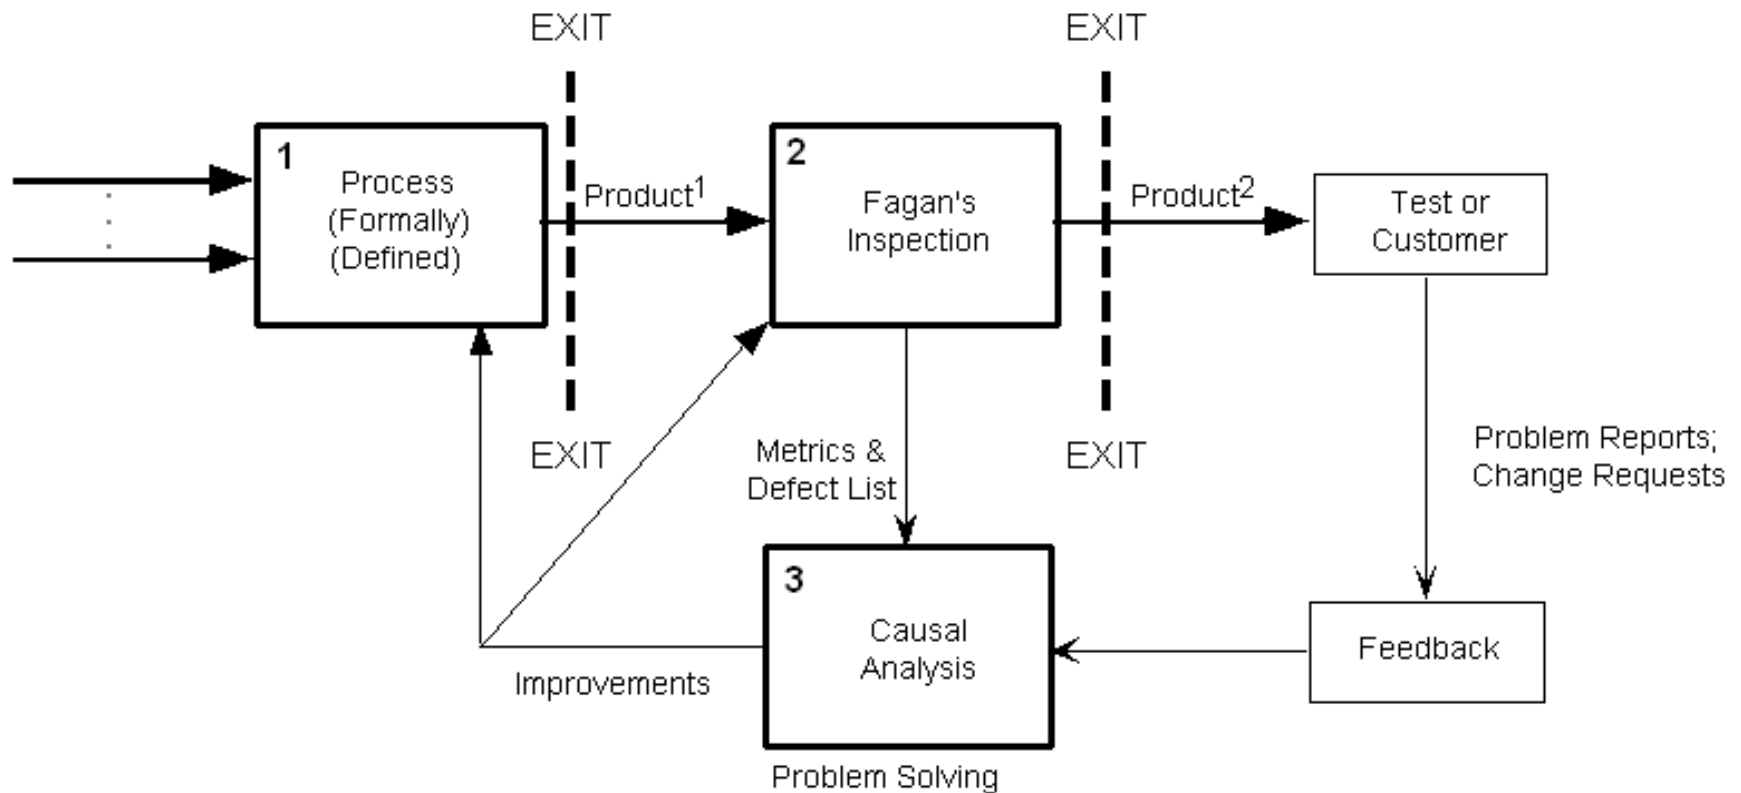 EXIT
EXIT
1
Process
(Formally)
(Defined)
Product1
2
Fagan's
Inspection
Product2
Test or
Customer
EXIT
EXIT
Metrics &
Defect List
Problem Reports;
Change Requests
3
Causal
Analysis
Feedback
Improvements
Problem Solving